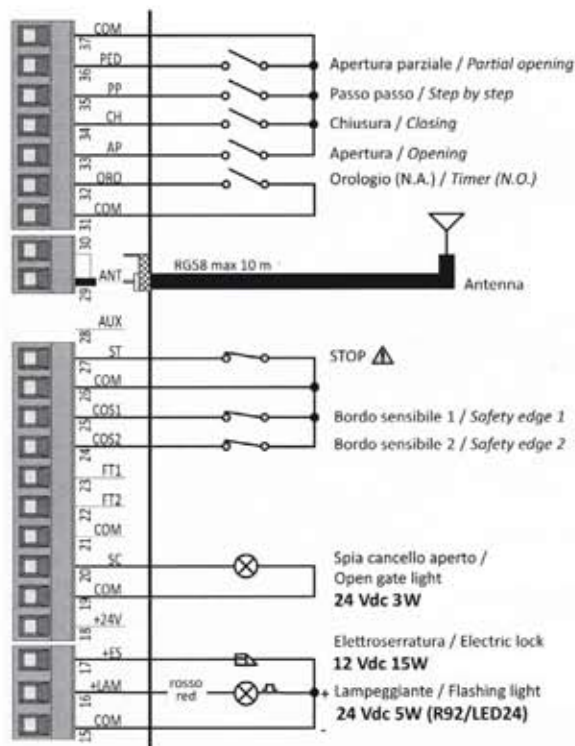 COM
37
PED
Apertura parziale / Partial opening
36
PP
Passo passo / Step by step
35
CH
Chiusura / Closing
34
AP
Apertura / Opening
33
ORO
Orologio (N.A.) / Timer (N.O.)
32
COM
31
30
RG58 max 10 m
ANT
Antenna
29
AUX
28
ST
STOP
27
COM
26
COS1
Bordo sensibile 1 / Safety edge 1
25
COS2
Bordo sensibile 2 / Safety edge 2
24
FT1
23
FT2
22
COM
21
SC
Spia cancello aperto /
Open gate light
24 Vdc 3W
20
COM
19
+24V
18
+ES
Elettroserratura / Electric lock
12 Vdc 15W
17
+LAM
rosso
red
+ Lampeggiante / Flashing light
24 Vdc 5W (R92/LED24)
16
COM
-
15